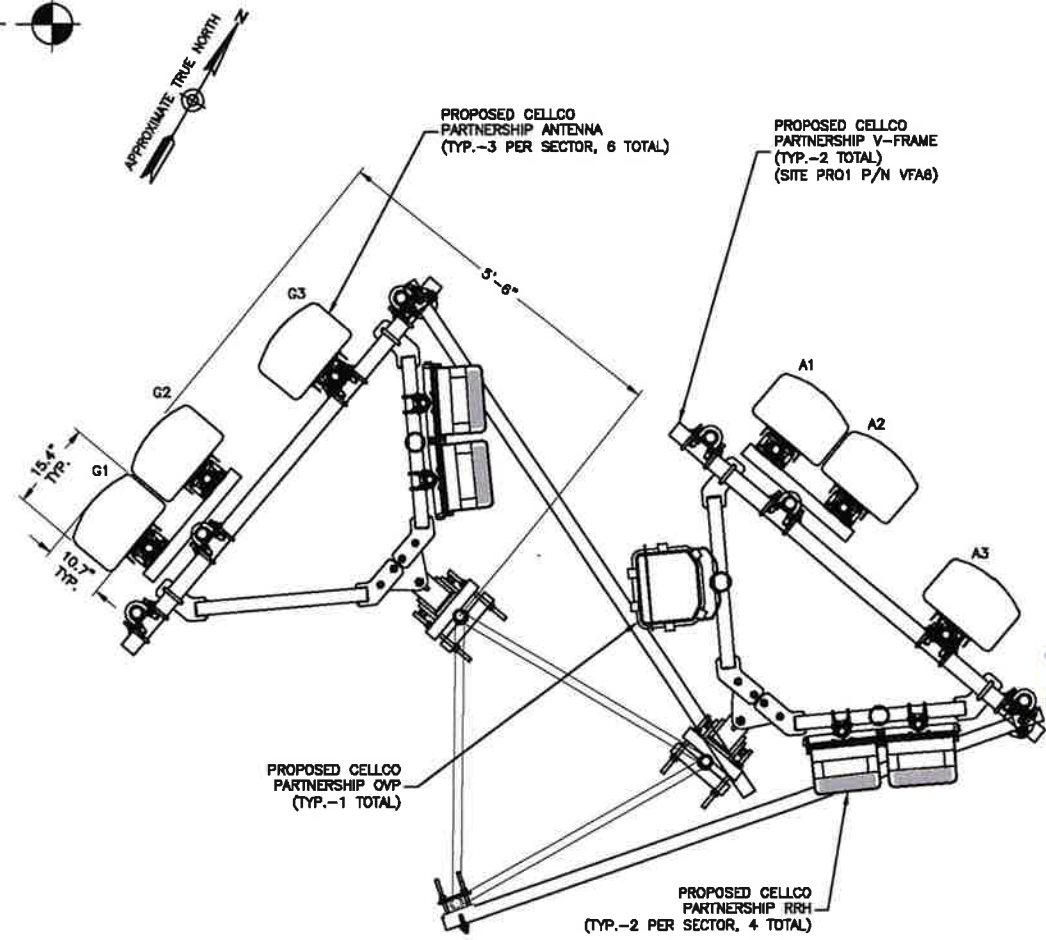 N
APPROXIMATE TRUE NORTH
PROPOSED CELLCO
PARTNERSHIP ANTENNA
(TYP.-3 PER SECTOR, 6 TOTAL)
PROPOSED CELLCO
PARTNERSHIP V-FRAME
(TYP.-2 TOTAL)
(SITE PRO1 P/N VFA6)
5'-6"
G3
G2
G1
15.4"
TYP.
10.7"
TYP.
A1
A2
A3
PROPOSED CELLCO
PARTNERSHIP OVP
(TYP.-1 TOTAL)
PROPOSED CELLCO
PARTNERSHIP RRH
(TYP.-2 PER SECTOR, 4 TOTAL)